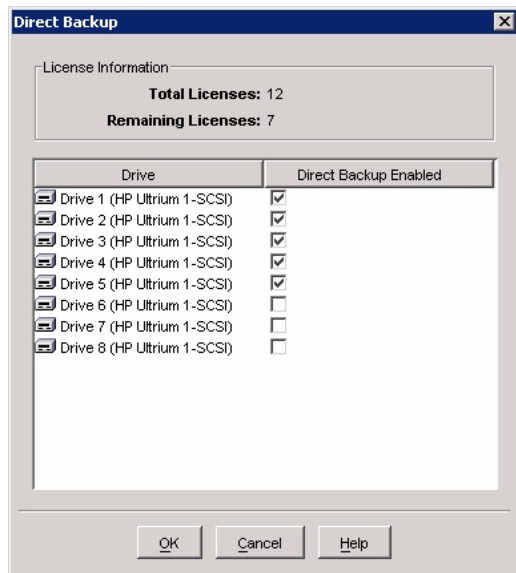 Direct Backup
License Information
Total Licenses: 12
Remaining Licenses: 7
Drive Direct Backup Enabled
Drive 1 (HP Ultrium 1-SCSI)
Drive 2 (HP Ultrium 1-SCSI)
Drive 3 (HP Ultrium 1-SCSI)
Drive 4 (HP Ultrium 1-SCSI)
Drive 5 (HP Ultrium 1-SCSI)
Drive 6 (HP Ultrium 1-SCSI)
Drive 7 (HP Ultrium 1-SCSI)
Drive 8 (HP Ultrium 1-SCSI)
OK Cancel Help